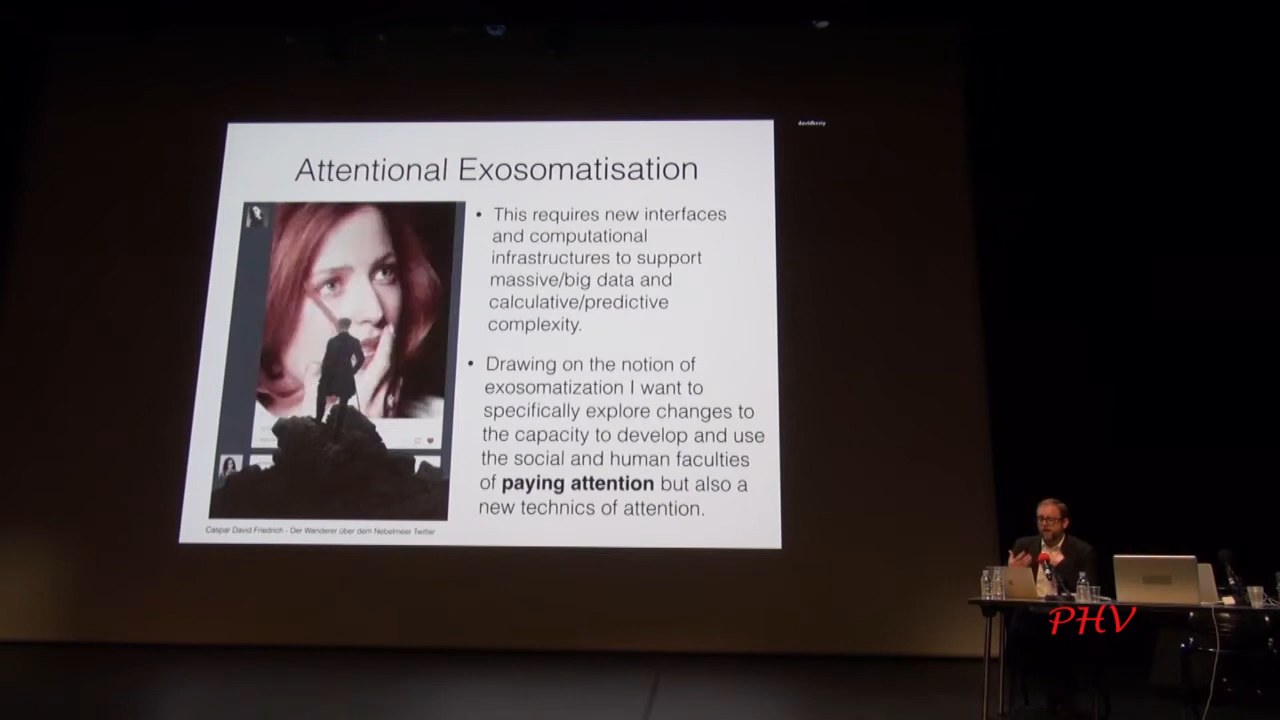 Attentional Exosomatisation
• This requires new interfaces
and computational
infrastructures to support
massive/big data and
calculative/predictive
complexity.
• Drawing on the notion of
exosomatization I want to
specifically explore changes to
the capacity to develop and use
the social and human faculties
of paying attention but also a
new technics of attention.
Caspar David Friedrich - Der Wanderer über dem Nebelmeer Twitter
davidberry
PHV